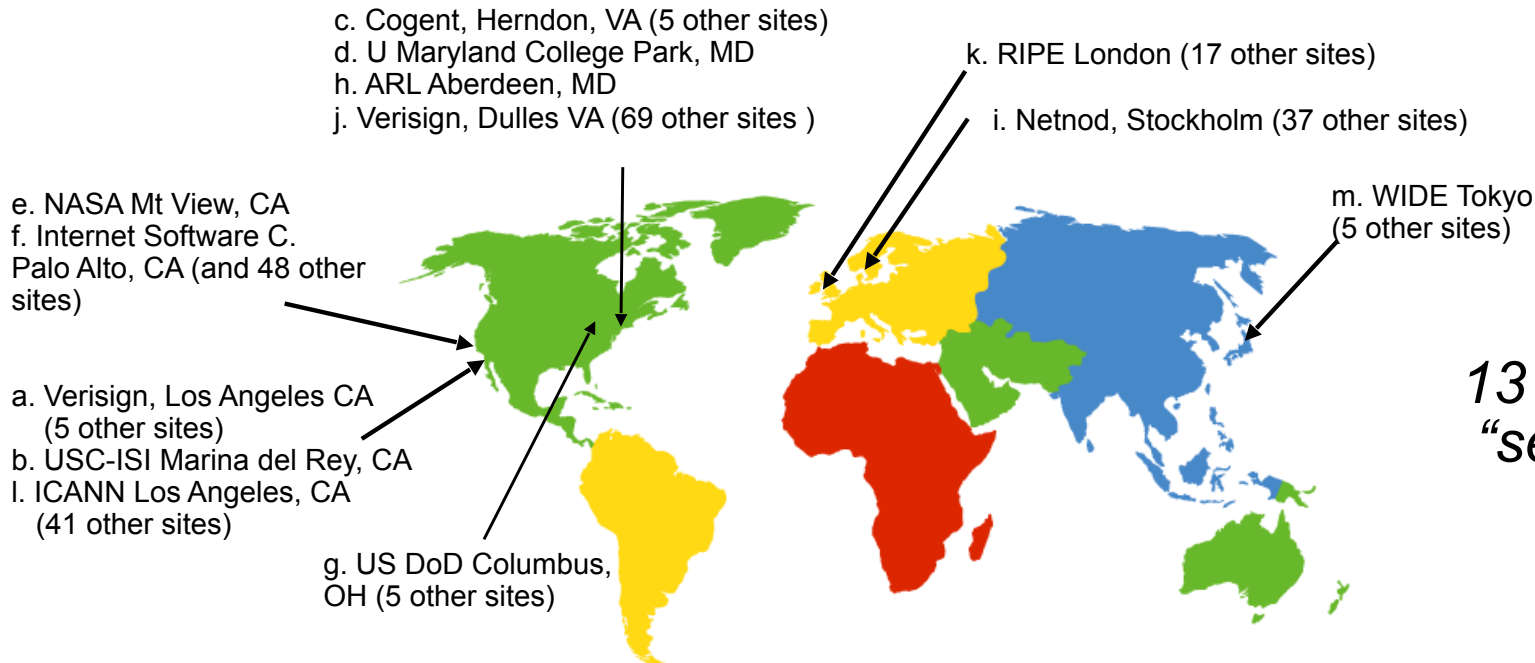 c. Cogent, Herndon, VA (5 other sites)
d. U Maryland College Park, MD
h. ARL Aberdeen, MD
j. Verisign, Dulles VA (69 other sites )
k. RIPE London (17 other sites)
i. Netnod, Stockholm (37 other sites)
m. WIDE Tokyo
(5 other sites)
e. NASA Mt View, CA
f. Internet Software C.
Palo Alto, CA (and 48 other
sites)
a. Verisign, Los Angeles CA
(5 other sites)
b. USC-ISI Marina del Rey, CA
l. ICANN Los Angeles, CA
(41 other sites)
g. US DoD Columbus,
OH (5 other sites)
13
“se